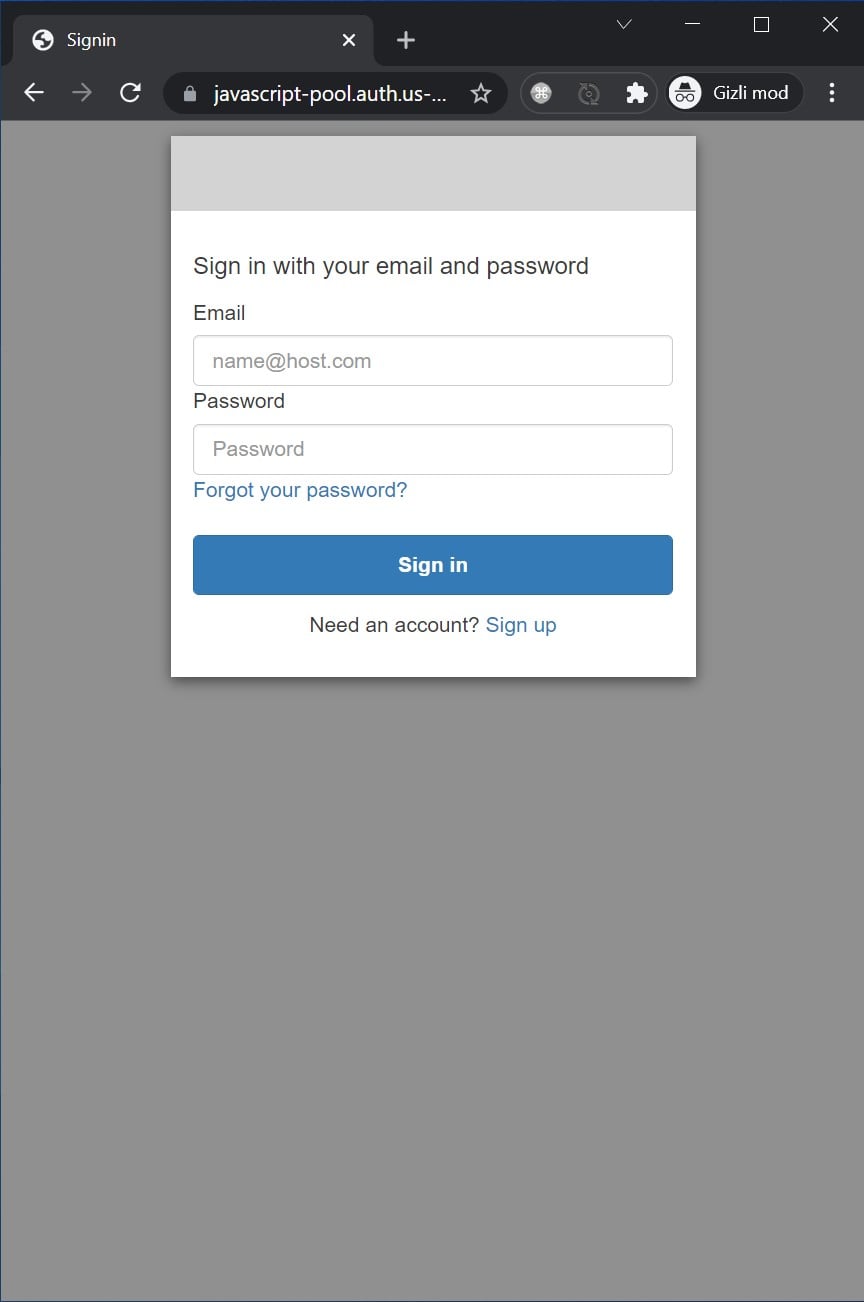 Signin
javascript-pool.auth.us-...
Gizli mod
Sign in with your email and password
Email
name@host.com
Password
Password
Forgot your password?
Sign in
Need an account? Sign up